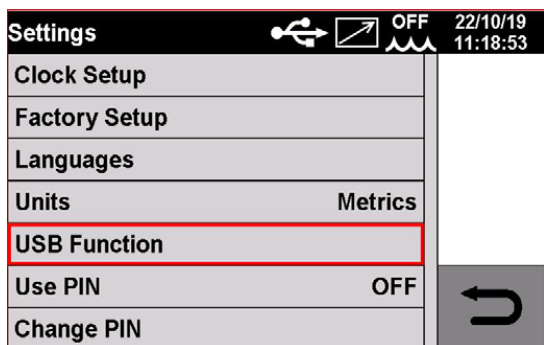 Settings OFF 22/10/19
11:18:53
Clock Setup
Factory Setup
Languages
Units Metrics
USB Function
Use PIN OFF
Change PIN